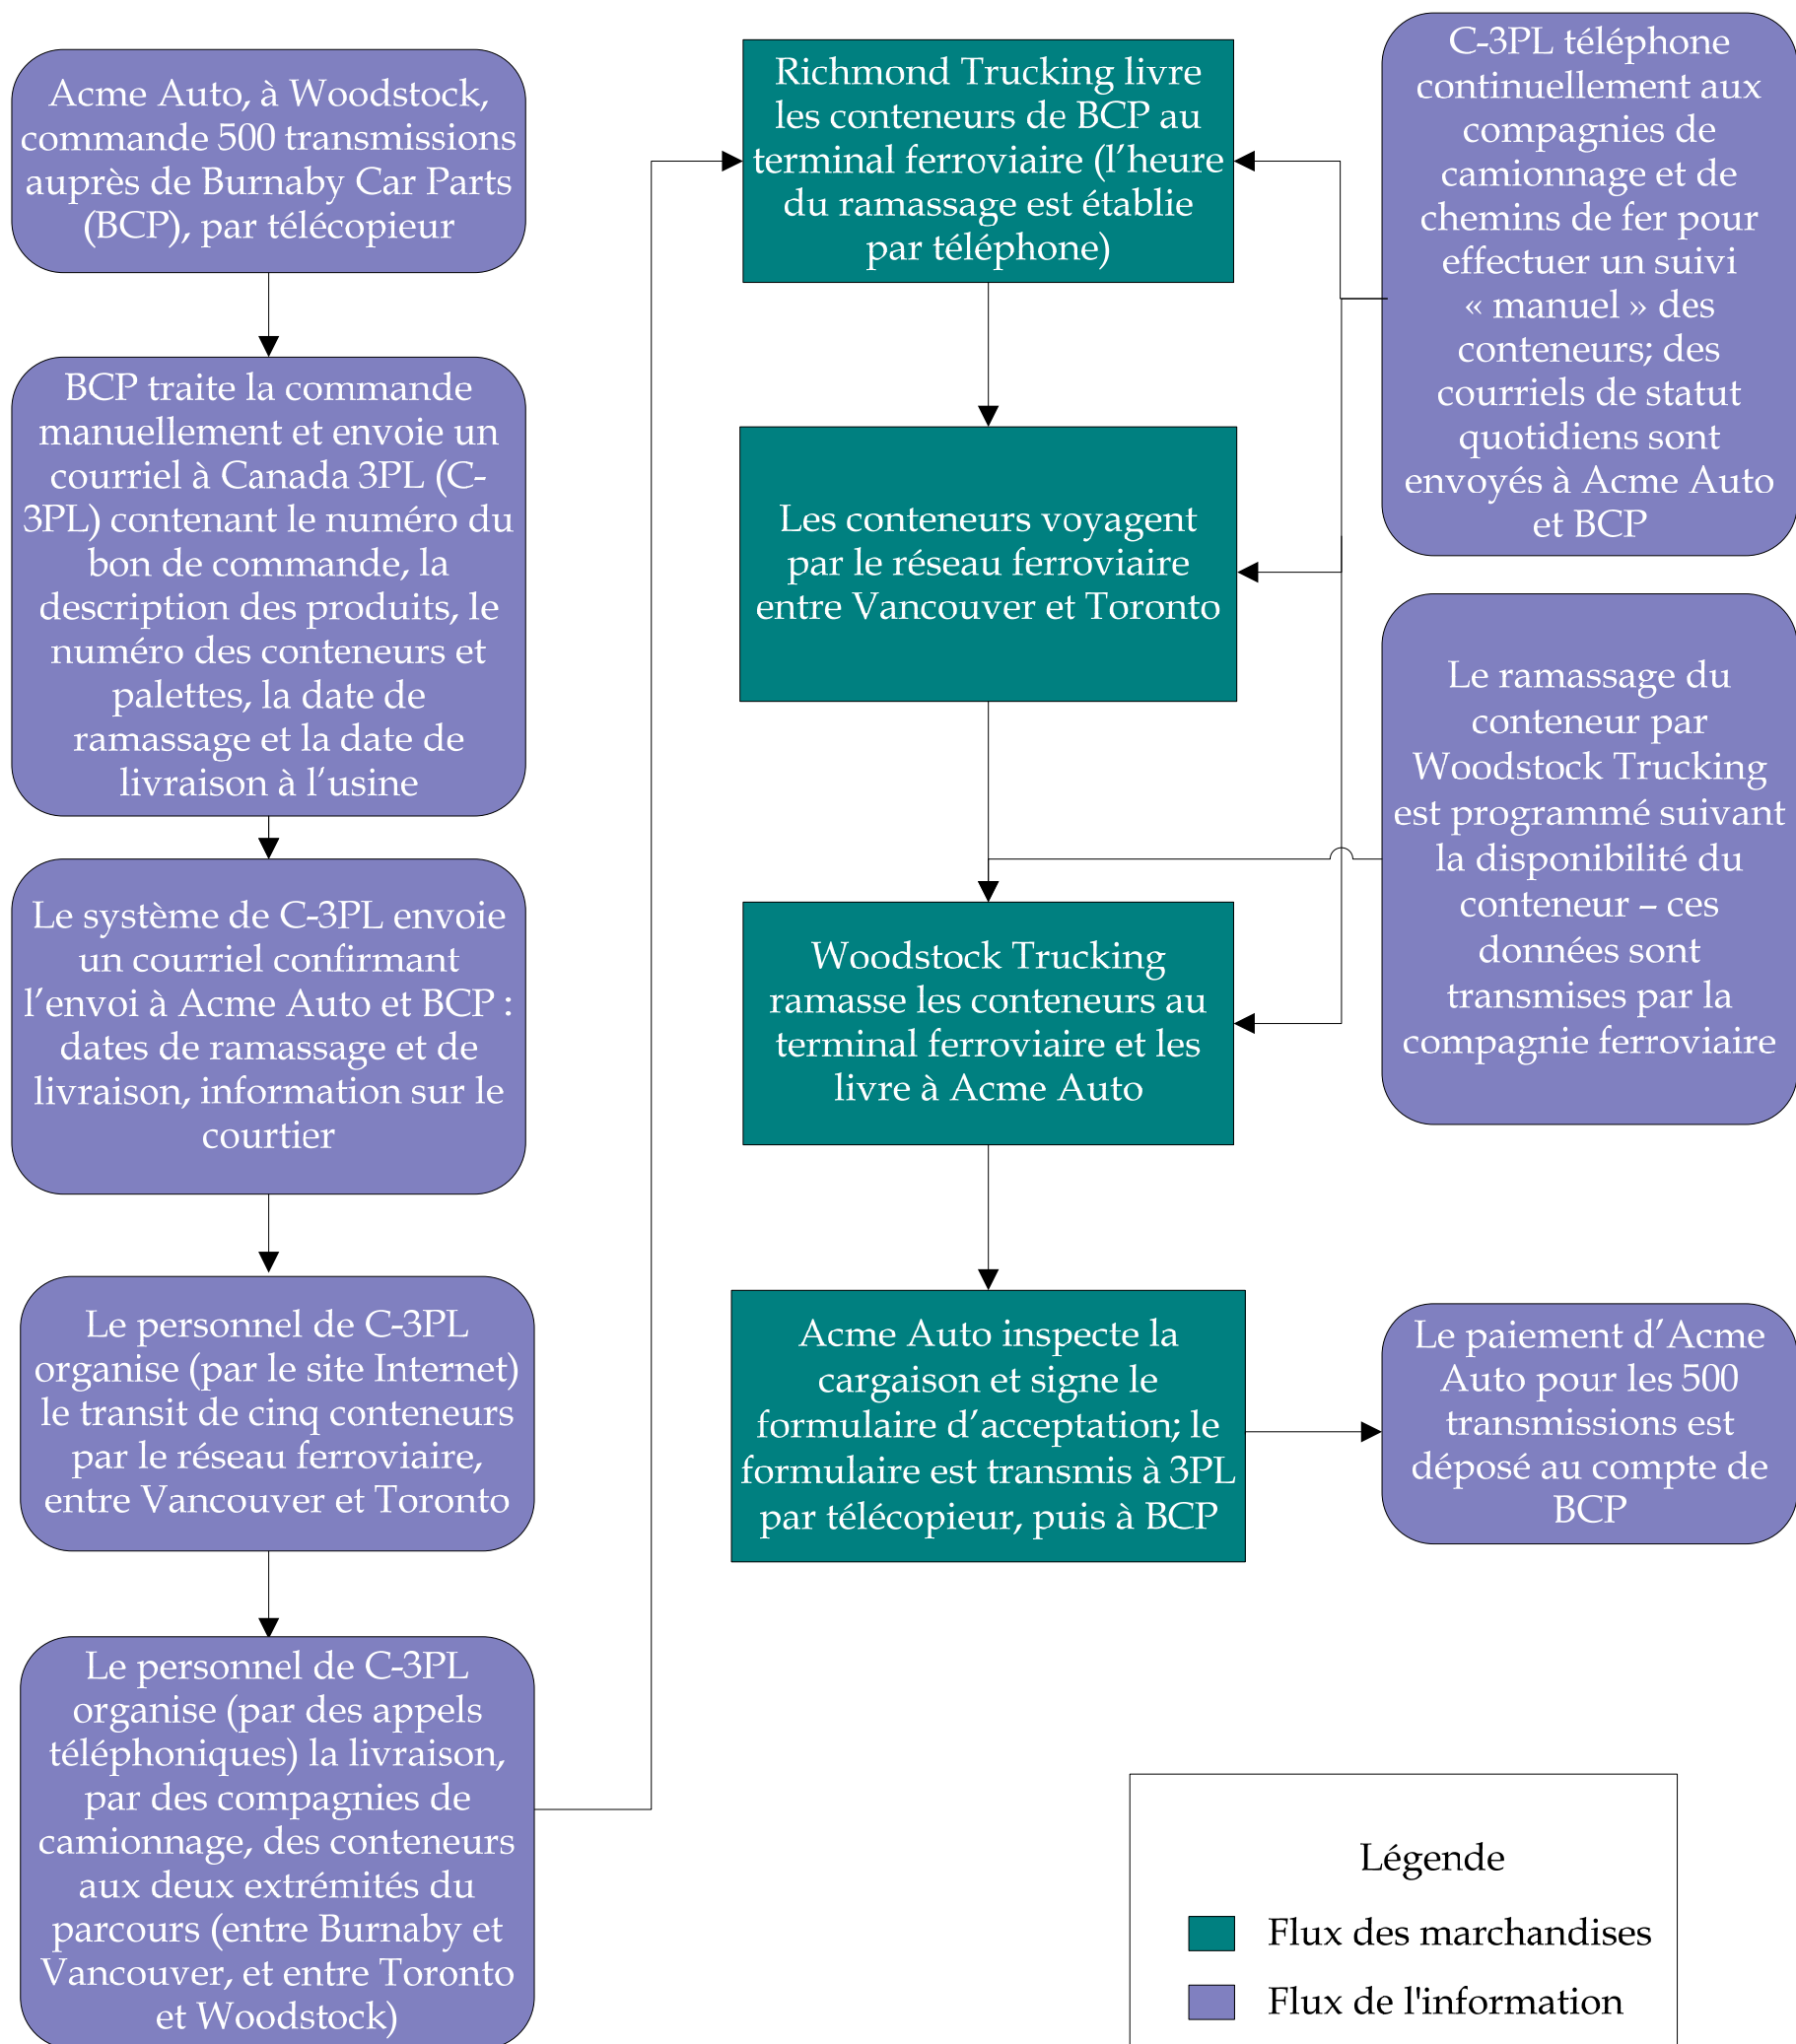 Acme Auto, à Woodstock,
commande 500 transmissions
auprès de Burnaby Car Parts
(BCP), par télécopieur
BCP traite la commande
manuellement et envoie un
courriel à Canada 3PL (C-
3PL) contenant le numéro du
bon de commande, la
description des produits, le
numéro des conteneurs et
palettes, la date de
ramassage et la date de
livraison à l’usine
Le système de C-3PL envoie
un courriel confirmant
l’envoi à Acme Auto et BCP :
dates de ramassage et de
livraison, information sur le
courtier
Le personnel de C-3PL
organise (par le site Internet)
le transit de cinq conteneurs
par le réseau ferroviaire,
entre Vancouver et Toronto
Le personnel de C-3PL
organise (par des appels
téléphoniques) la livraison,
par des compagnies de
camionnage, des conteneurs
aux deux extrémités du
parcours (entre Burnaby et
Vancouver, et entre Toronto
et Woodstock)
Richmond Trucking livre
les conteneurs de BCP au
terminal ferroviaire (l’heure
du ramassage est établie
par téléphone)
Les conteneurs voyagent
par le réseau ferroviaire
entre Vancouver et Toronto
Woodstock Trucking
ramasse les conteneurs au
terminal ferroviaire et les
livre à Acme Auto
Acme Auto inspecte la
cargaison et signe le
formulaire d’acceptation; le
formulaire est transmis à 3PL
par télécopieur, puis à BCP
C-3PL téléphone
continuellement aux
compagnies de
camionnage et de
chemins de fer pour
effectuer un suivi
« manuel » des
conteneurs; des
courriels de statut
quotidiens sont
envoyés à Acme Auto
et BCP
Le ramassage du
conteneur par
Woodstock Trucking
est programmé suivant
la disponibilité du
conteneur – ces
données sont
transmises par la
compagnie ferroviaire
Le paiement d’Acme
Auto pour les 500
transmissions est
déposé au compte de
BCP
Légende
Flux des marchandises
Flux de l'information